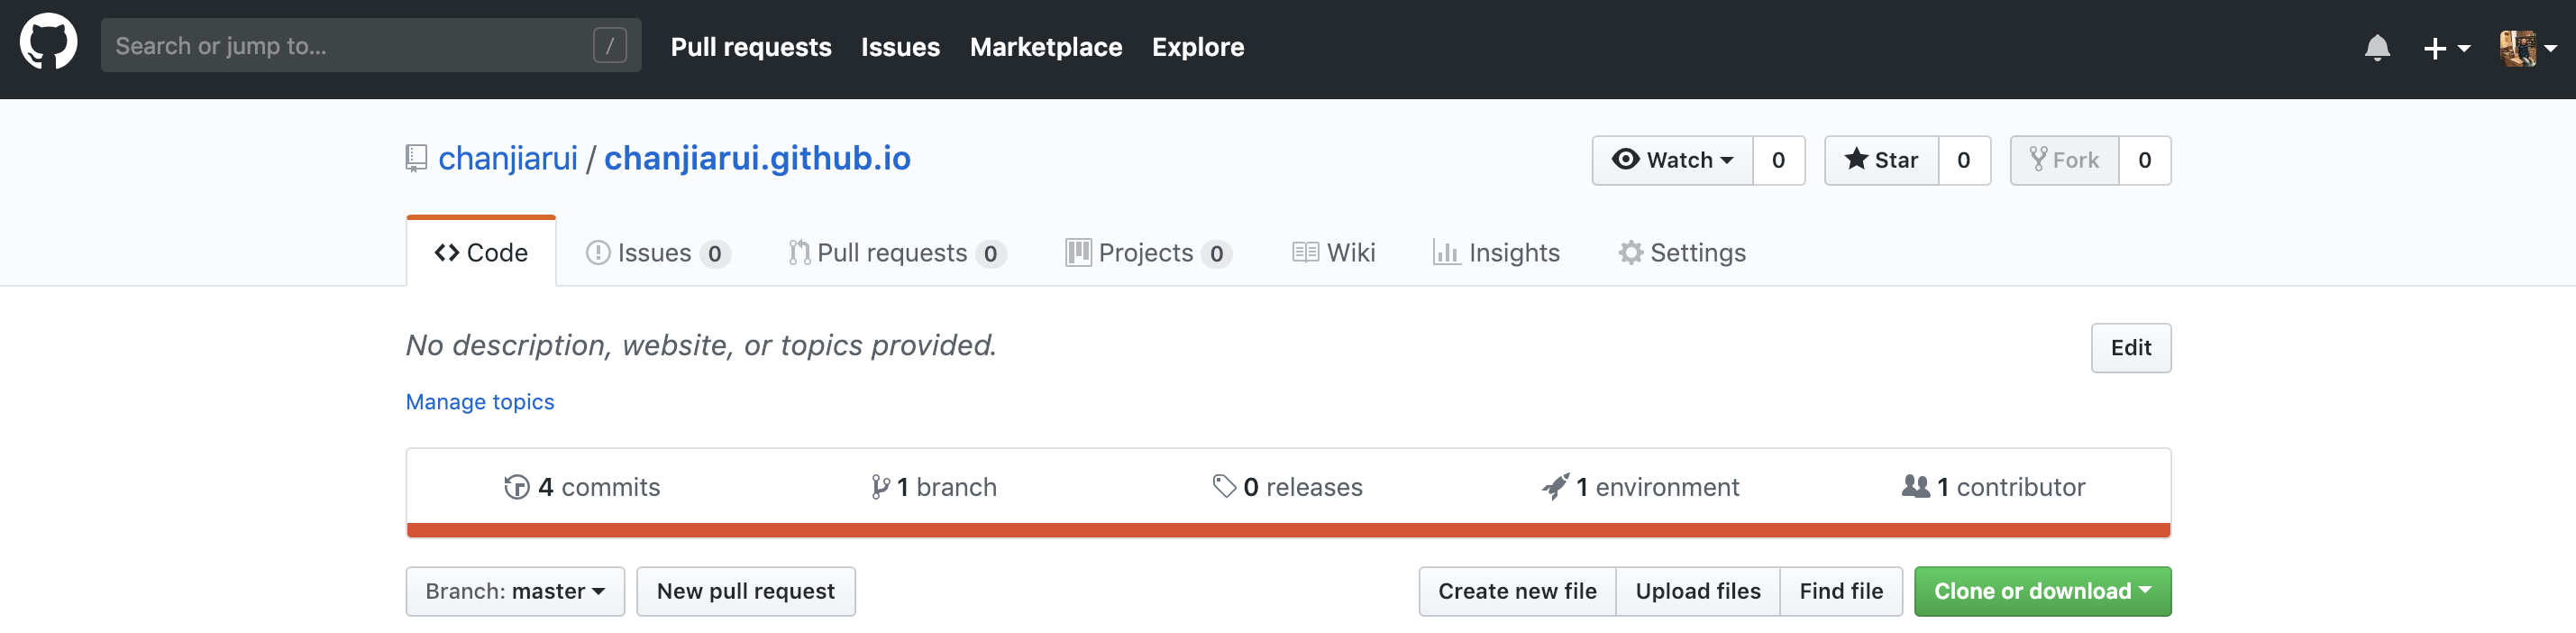 Search or jump to... /
Pull requests Issues Marketplace Explore
chanjiarui / chanjiarui.github.io
Watch 0 Star 0 Fork 0
Code Issues 0 Pull requests 0 Projects 0 Wiki Insights Settings
No description, website, or topics provided.
Edit
Manage topics
4 commits 1 branch 0 releases 1 environment 1 contributor
Branch: master New pull request Create new file Upload files Find file Clone or download